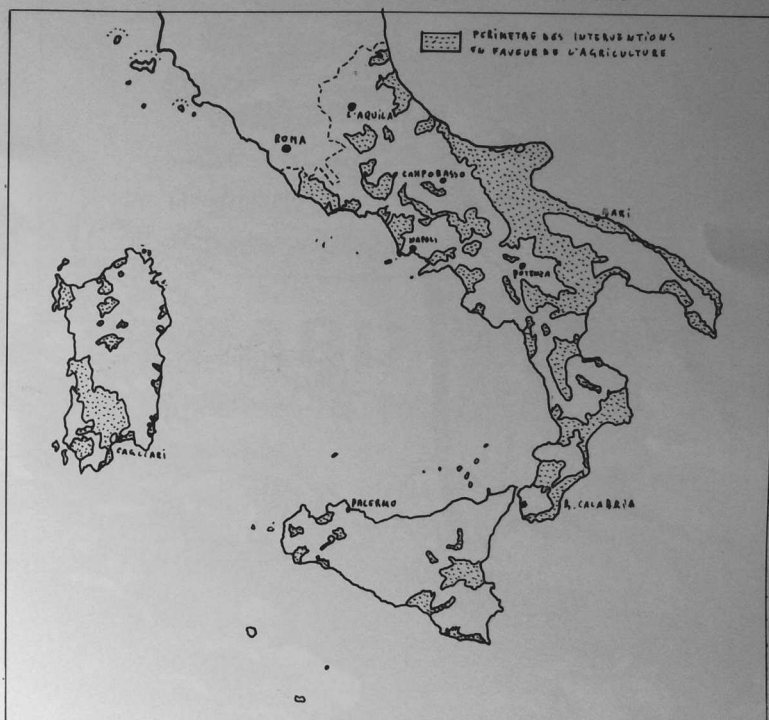 PERIMETRE DES INTERVENTIONS
EN FAVEUR DE L'AGRICULTURE
L'AQUILA
ROMA
CAMPOBASSO
BARI
NAPOLI
POTENZA
CAGLIARI
PALERMO
R. CALABRIA